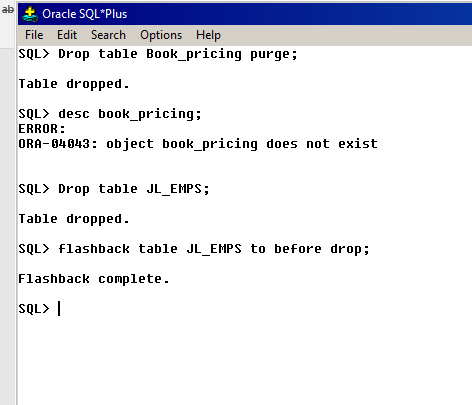 ab
Oracle SQL*Plus
File Edit Search Options Help
SQL> Drop table Book_pricing purge;
Table dropped.
SQL> desc book_pricing;
ERROR:
ORA-04043: object book_pricing does not exist
SQL> Drop table JL_EMPS;
Table dropped.
SQL> flashback table JL_EMPS to before drop;
Flashback complete.
SQL>